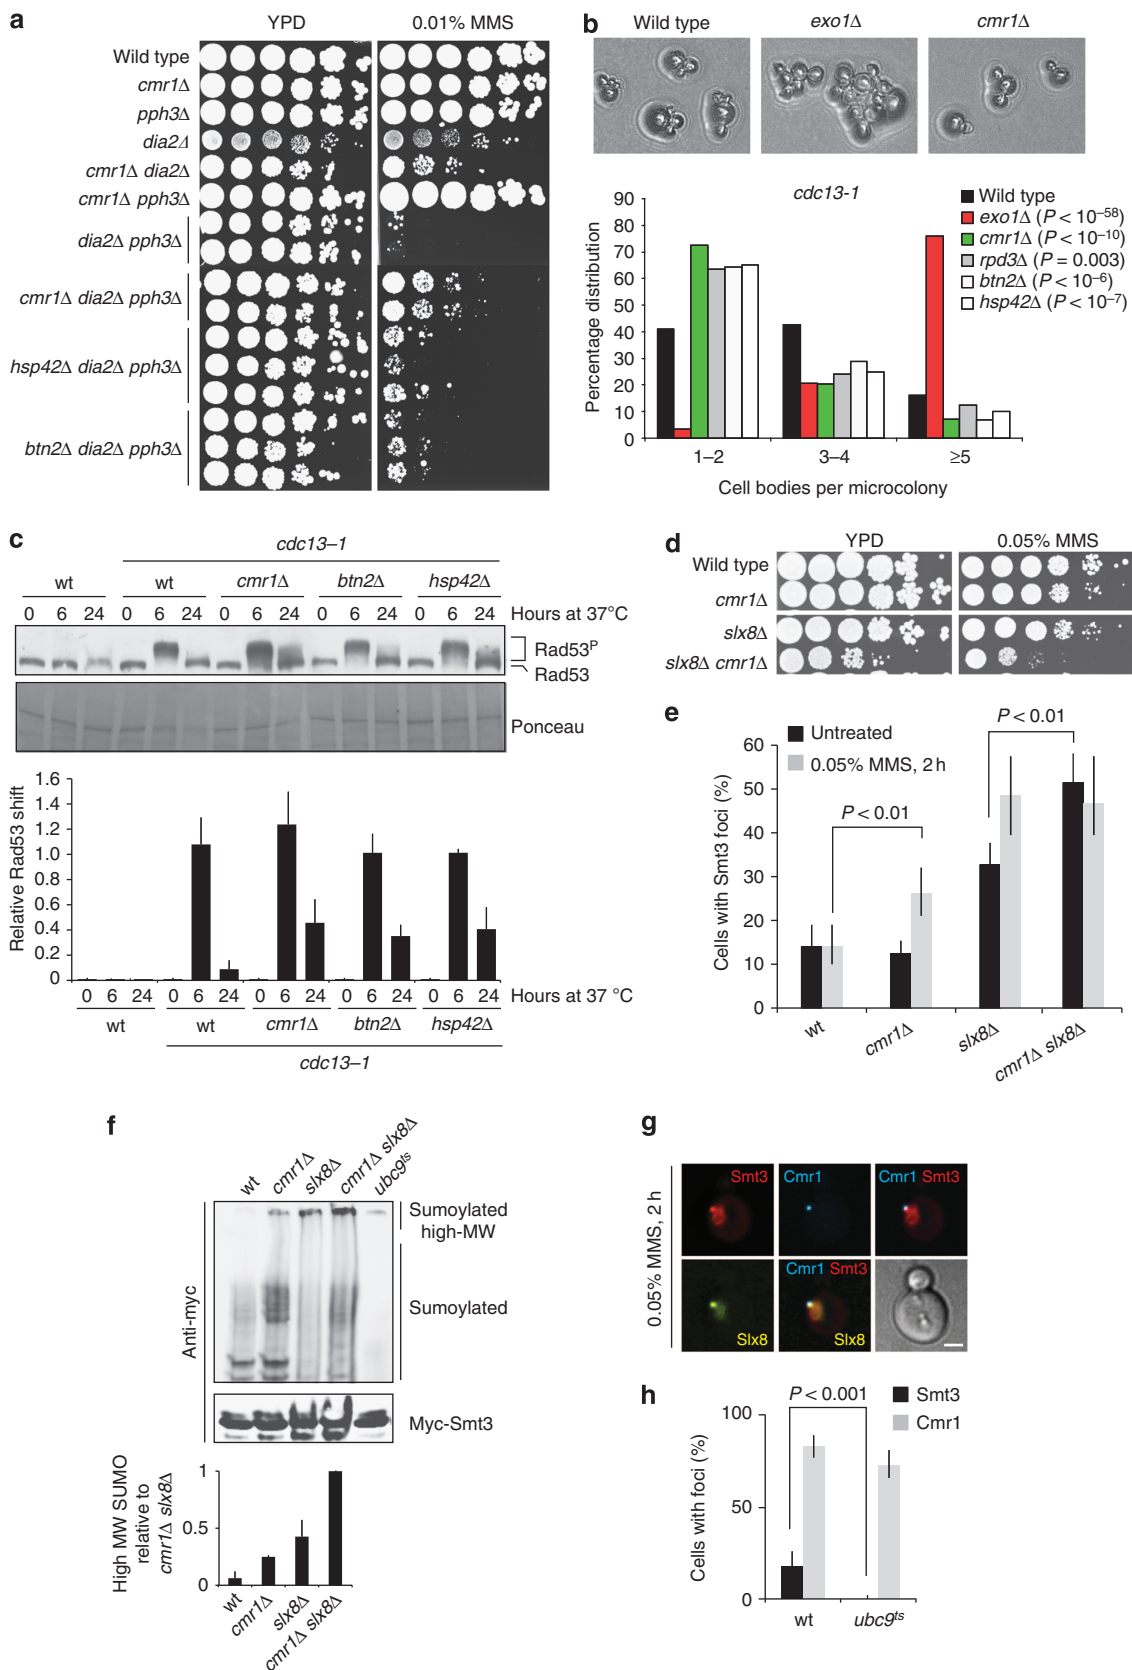 a
YPD
0.01% MMS
Wild type
cmr1Δ
pph3Δ
dia2Δ
cmr1Δ dia2Δ
cmr1Δ pph3Δ
dia2Δ pph3Δ
cmr1Δ dia2Δ pph3Δ
hsp42Δ dia2Δ pph3Δ
btn2Δ dia2Δ pph3Δ
b
Wild type
exo1Δ
cmr1Δ
cdc13-1
Percentage distribution
90
80
70
60
50
40
30
20
10
0
1–2
3–4
≥5
Cell bodies per microcolony
Wild type
exo1Δ (P < 10⁻⁵⁸)
cmr1Δ (P < 10⁻¹⁰)
rpd3Δ (P = 0.003)
btn2Δ (P < 10⁻⁶)
hsp42Δ (P < 10⁻⁷)
c
cdc13–1
wt
wt
cmr1Δ
btn2Δ
hsp42Δ
0 6 24 0 6 24 0 6 24 0 6 24 0 6 24 Hours at 37°C
Rad53ᴾ
Rad53
Ponceau
Relative Rad53 shift
1.6
1.4
1.2
1.0
0.8
0.6
0.4
0.2
0
0 6 24 0 6 24 0 6 24 0 6 24 0 6 24 Hours at 37 °C
wt
wt
cmr1Δ
btn2Δ
hsp42Δ
cdc13–1
d
YPD
0.05% MMS
Wild type
cmr1Δ
slx8Δ
slx8Δ cmr1Δ
e
Untreated
0.05% MMS, 2 h
P < 0.01
P < 0.01
Cells with Smt3 foci (%)
60
50
40
30
20
10
0
wt
cmr1Δ
slx8Δ
cmr1Δ slx8Δ
f
wt
cmr1Δ
slx8Δ
cmr1Δ slx8Δ
ubc9ᵗˢ
Anti-myc
Sumoylated
high-MW
Sumoylated
Myc-Smt3
High MW SUMO
relative to
cmr1Δ slx8Δ
1
0.5
0
wt
cmr1Δ
slx8Δ
cmr1Δ slx8Δ
g
0.05% MMS, 2 h
Smt3
Cmr1
Cmr1 Smt3
Slx8
Cmr1 Smt3
Slx8
h
P < 0.001
Smt3
Cmr1
Cells with foci (%)
100
50
0
wt
ubc9ᵗˢ